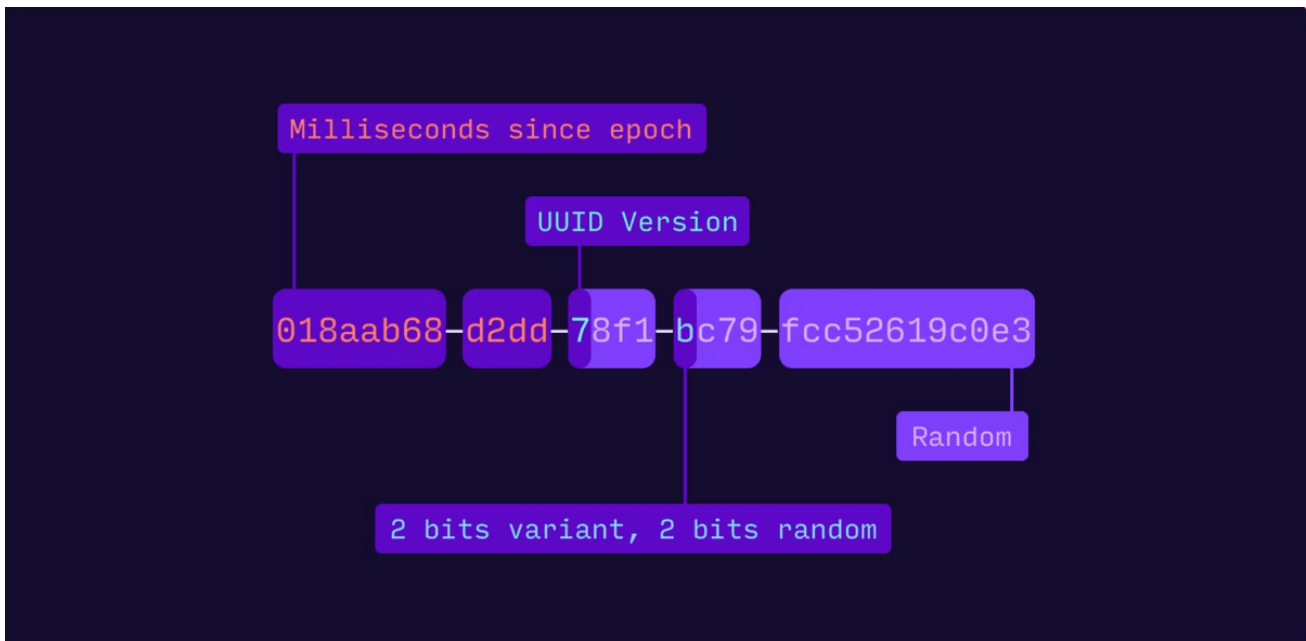 Milliseconds since epoch
UUID Version
018aab68-d2dd-78f1-bc79-fcc52619c0e3
Random
2 bits variant, 2 bits random